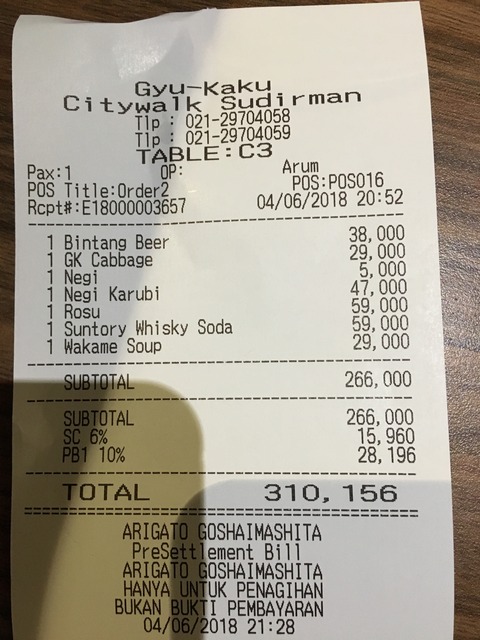 Gyu-Kaku
Citywalk Sudirman
Tlp : 021-29704058
Tlp : 021-29704059
TABLE:C3
Pax:1 OP: Arum
POS Title:Order2 POS:POS016
Rcpt#:E18000003657 04/06/2018 20:52
1 Bintang Beer 38,000
1 GK Cabbage 29,000
1 Negi 5,000
1 Negi Karubi 47,000
1 Rosu 59,000
1 Suntory Whisky Soda 59,000
1 Wakame Soup 29,000
SUBTOTAL 266,000
SUBTOTAL 266,000
SC 6% 15,960
PB1 10% 28,196
TOTAL 310,156
ARIGATO GOSHAIMASHITA
PreSettlement Bill
ARIGATO GOSHAIMASHITA
HANYA UNTUK PENAGIHAN
BUKAN BUKTI PEMBAYARAN
04/06/2018 21:28